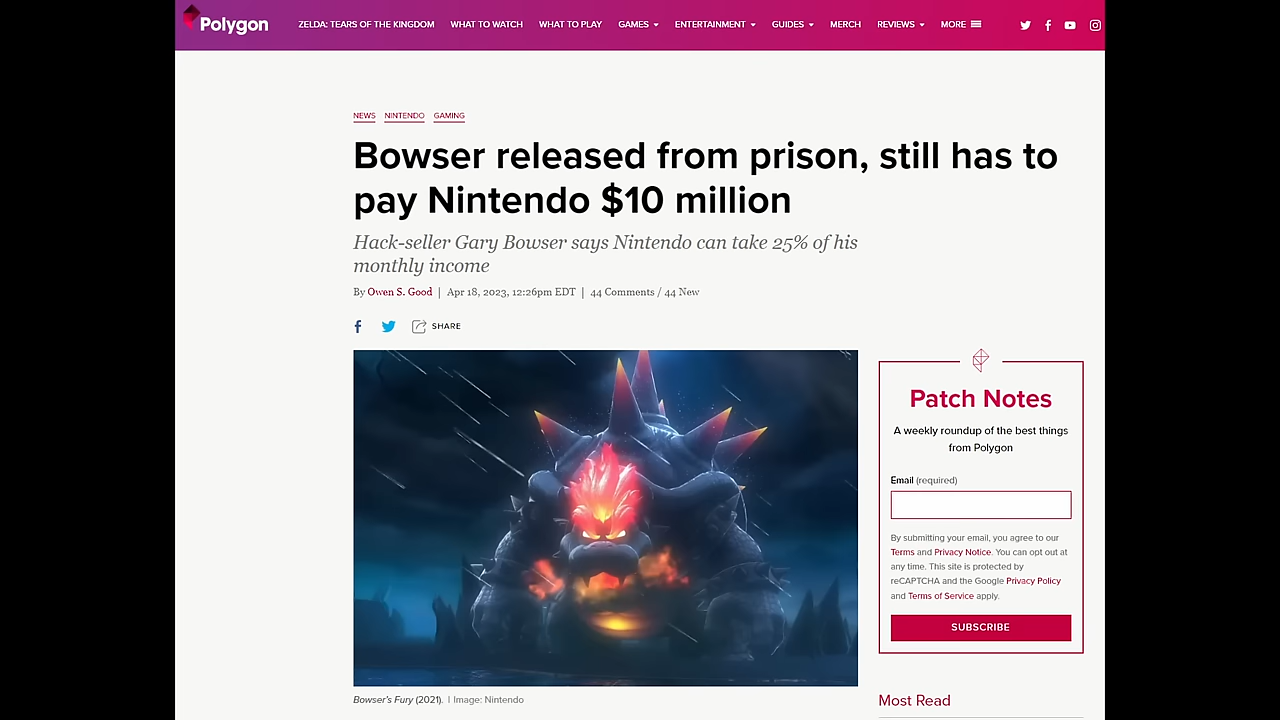 Polygon
ZELDA: TEARS OF THE KINGDOM WHAT TO WATCH WHAT TO PLAY GAMES ENTERTAINMENT GUIDES MERCH REVIEWS MORE
NEWS NINTENDO GAMING
Bowser released from prison, still has to
pay Nintendo $10 million
Hack-seller Gary Bowser says Nintendo can take 25% of his
monthly income
By Owen S. Good | Apr 18, 2023, 12:26pm EDT | 44 Comments / 44 New
SHARE
Bowser's Fury (2021). | Image: Nintendo
Patch Notes
A weekly roundup of the best things
from Polygon
Email (required)
By submitting your email, you agree to our
Terms and Privacy Notice. You can opt out at
any time. This site is protected by
reCAPTCHA and the Google Privacy Policy
and Terms of Service apply.
SUBSCRIBE
Most Read